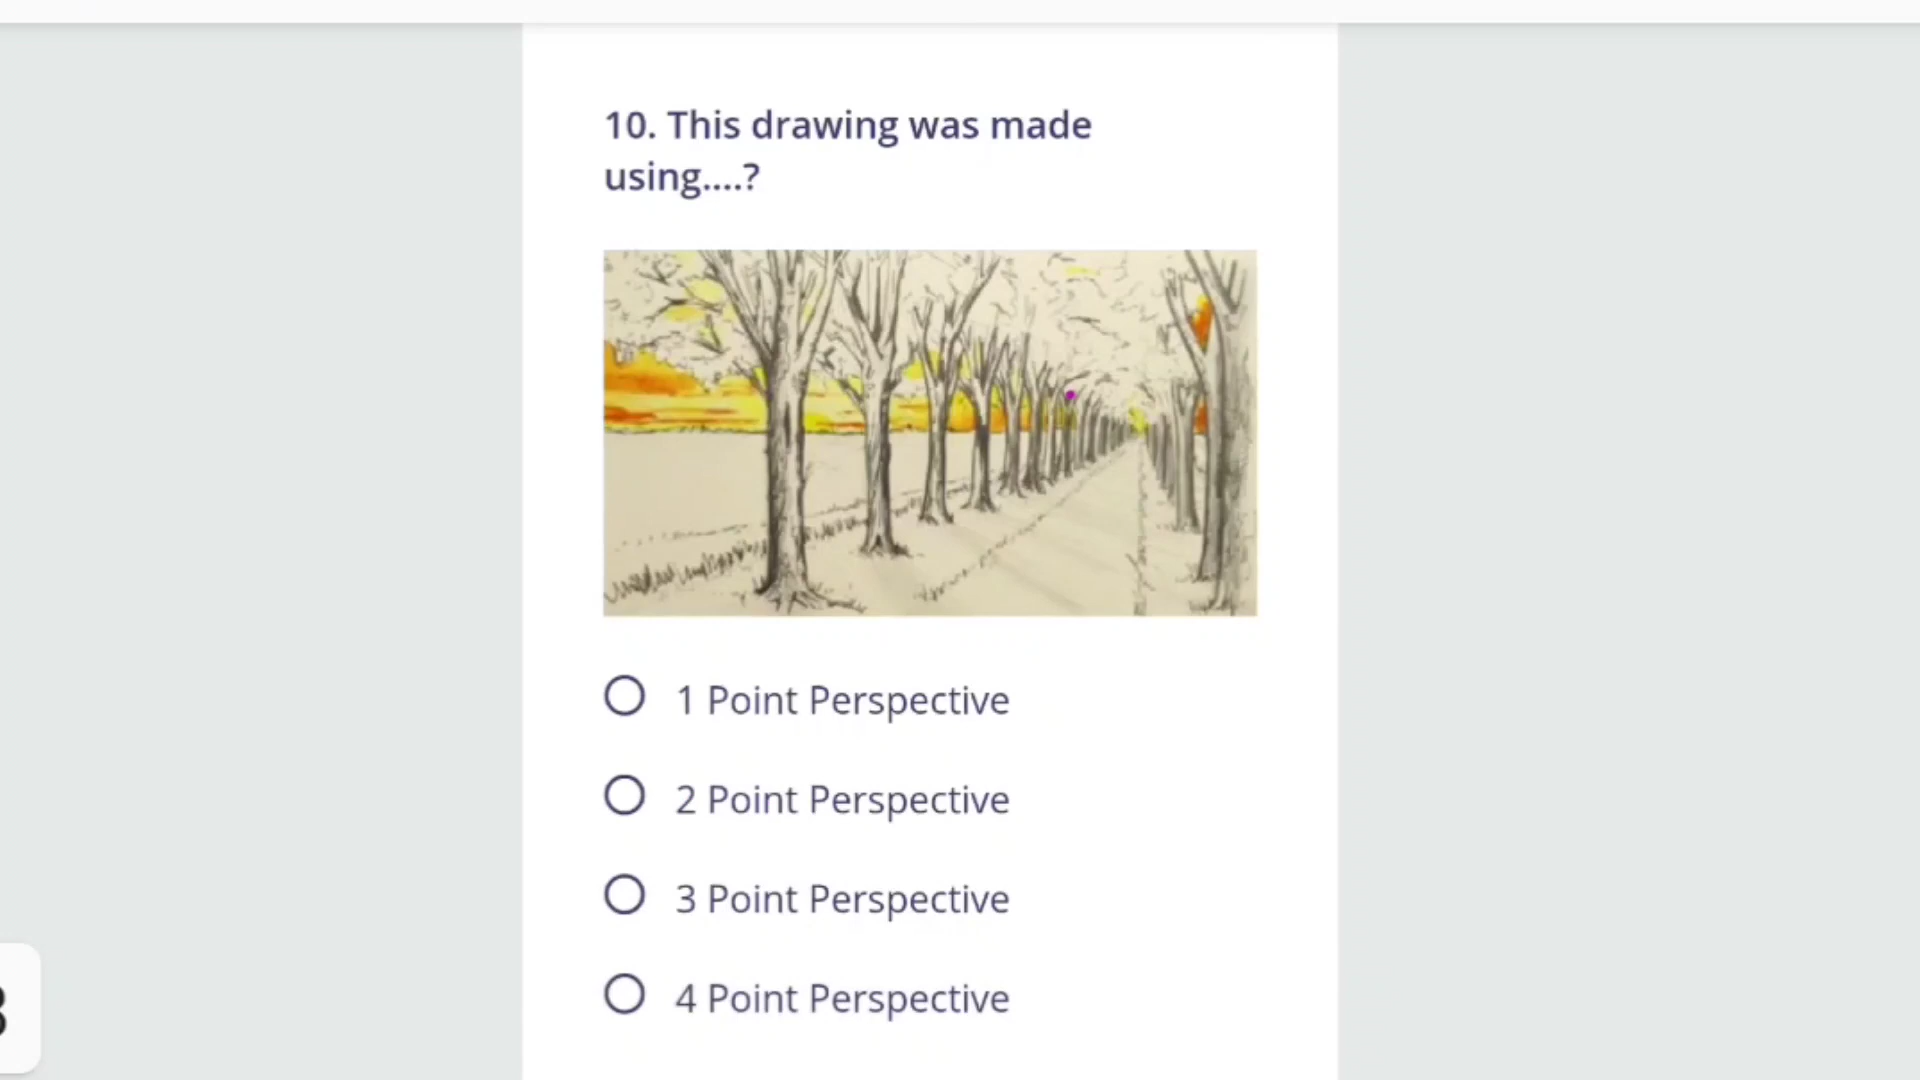 10. This drawing was made
using....?
1 Point Perspective
2 Point Perspective
3 Point Perspective
4 Point Perspective